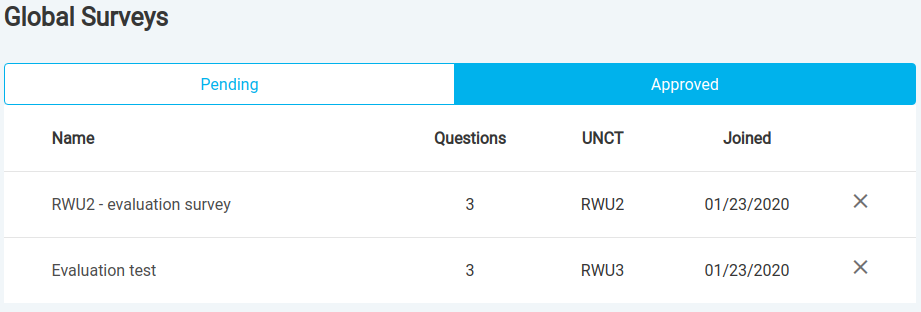 Global Surveys
Pending Approved
Name Questions UNCT Joined
RWU2 - evaluation survey 3 RWU2 01/23/2020
Evaluation test 3 RWU3 01/23/2020